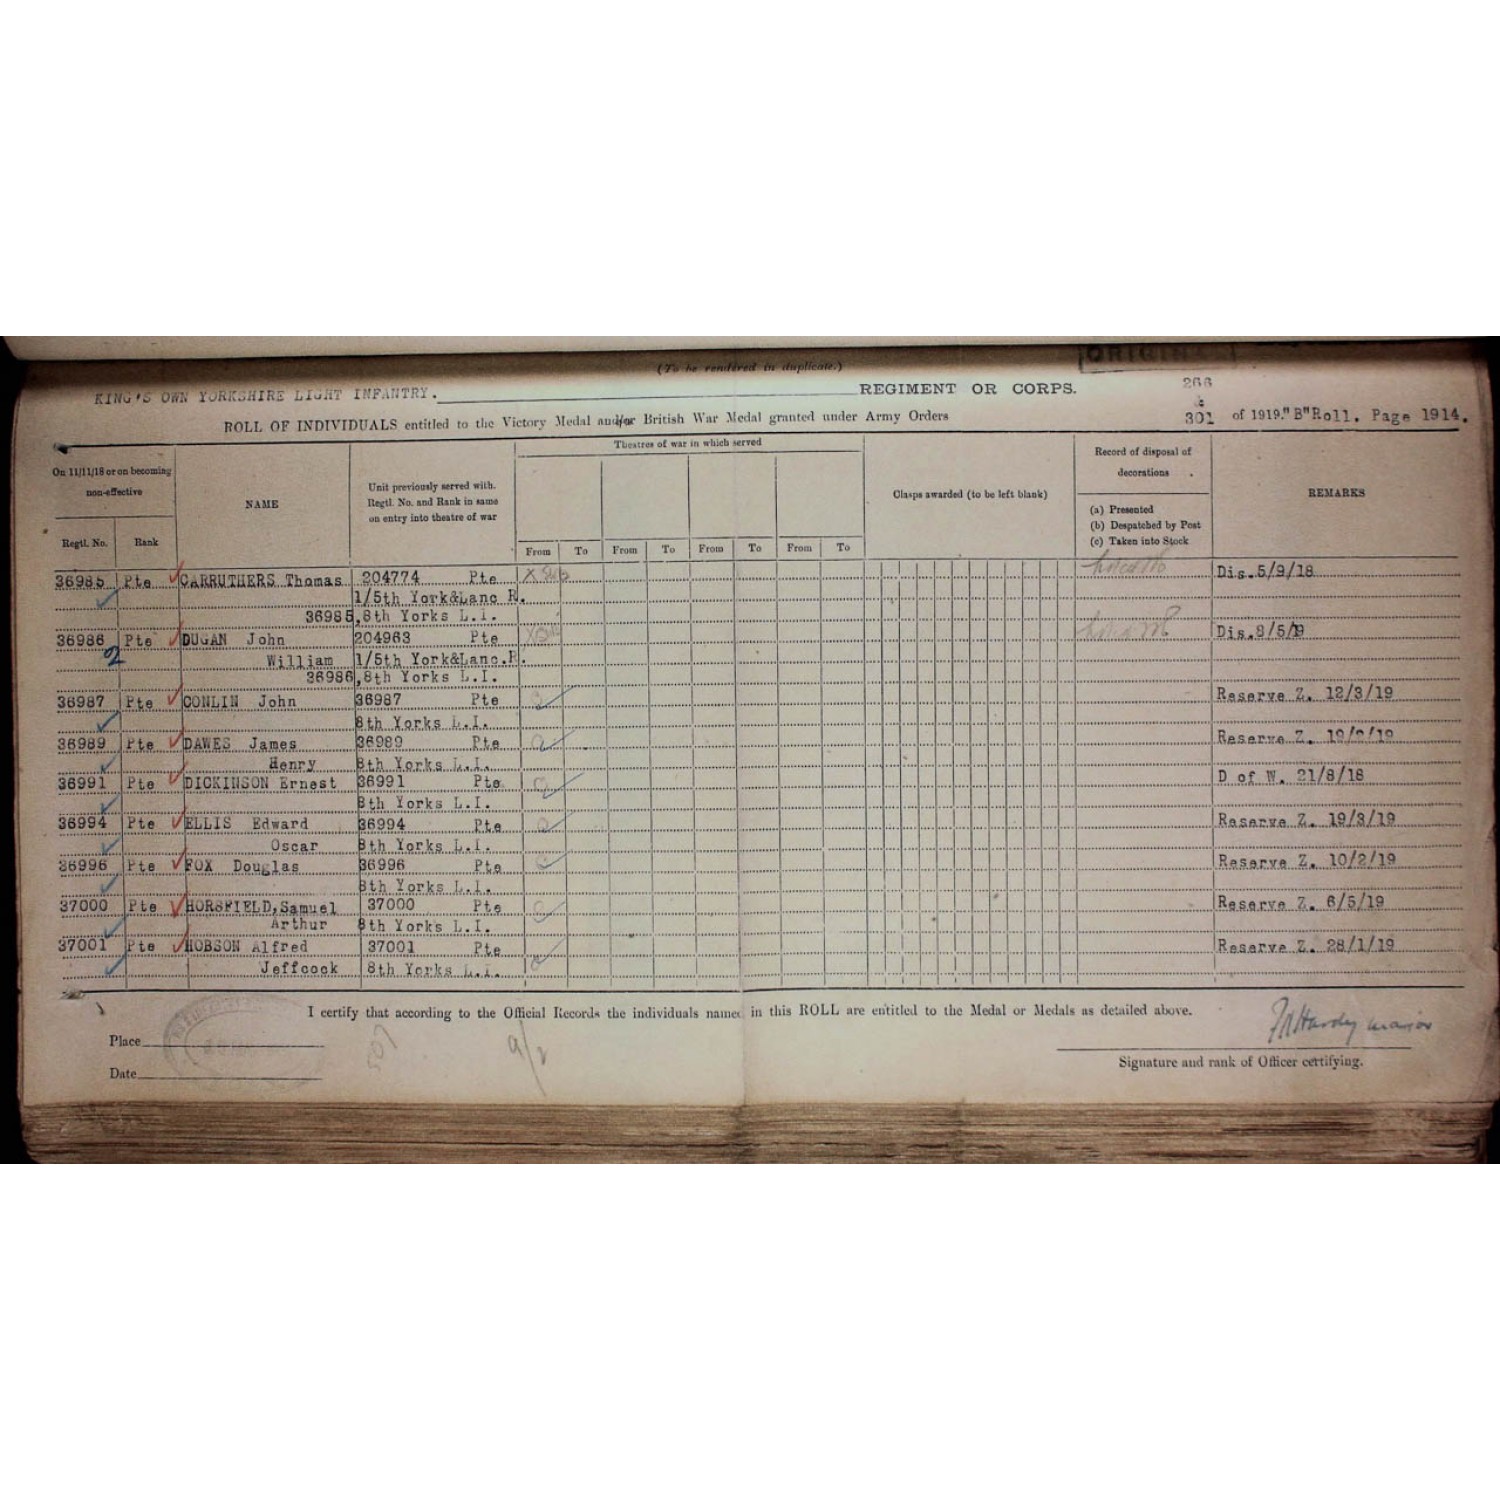 ORIGINAL
(To be rendered in duplicate.)
KING'S OWN YORKSHIRE LIGHT INFANTRY. REGIMENT OR CORPS. 266
&
ROLL OF INDIVIDUALS entitled to the Victory Medal and/or British War Medal granted under Army Orders 301 of 1919."B"Roll. Page 1914.
On 11/11/18 or on becoming non-effective
Regtl. No. Rank
NAME
Unit previously served with.
Regtl. No. and Rank in same
on entry into theatre of war
Theatres of war in which served
From To From To From To From To
Clasps awarded (to be left blank)
Record of disposal of
decorations
(a) Presented
(b) Despatched by Post
(c) Taken into Stock
REMARKS
36985 Pte CARRUTHERS Thomas 204774 Pte Dis.5/9/18
1/5th York&Lanc R.
36985,8th Yorks L.I.
36986 Pte DUGAN John 204963 Pte
2 William 1/5th York&Lanc.R.
36986,8th Yorks L.I.
36987 Pte CONLIN John 36987 Pte Reserve Z. 12/3/19
8th Yorks L.I.
36989 Pte DAWES James 36989 Pte Reserve Z.
Henry 8th Yorks L.I.
36991 Pte DICKINSON Ernest 36991 Pte D of W. 21/8/18
8th Yorks L.I.
36994 Pte ELLIS Edward 36994 Pte Reserve Z. 19/3/19
Oscar 8th Yorks L.I.
36996 Pte FOX Douglas 36996 Pte Reserve Z. 10/2/19
8th Yorks L.I.
37000 Pte HORSFIELD,Samuel 37000 Pte Reserve Z. 6/5/19
Arthur 8th Yorks L.I.
37001 Pte HOBSON Alfred 37001 Pte Reserve Z. 28/1/19
Jeffcock 8th Yorks L.I.
I certify that according to the Official Records the individuals named in this ROLL are entitled to the Medal or Medals as detailed above.
Hardy Major
Place
Signature and rank of Officer certifying.
Date